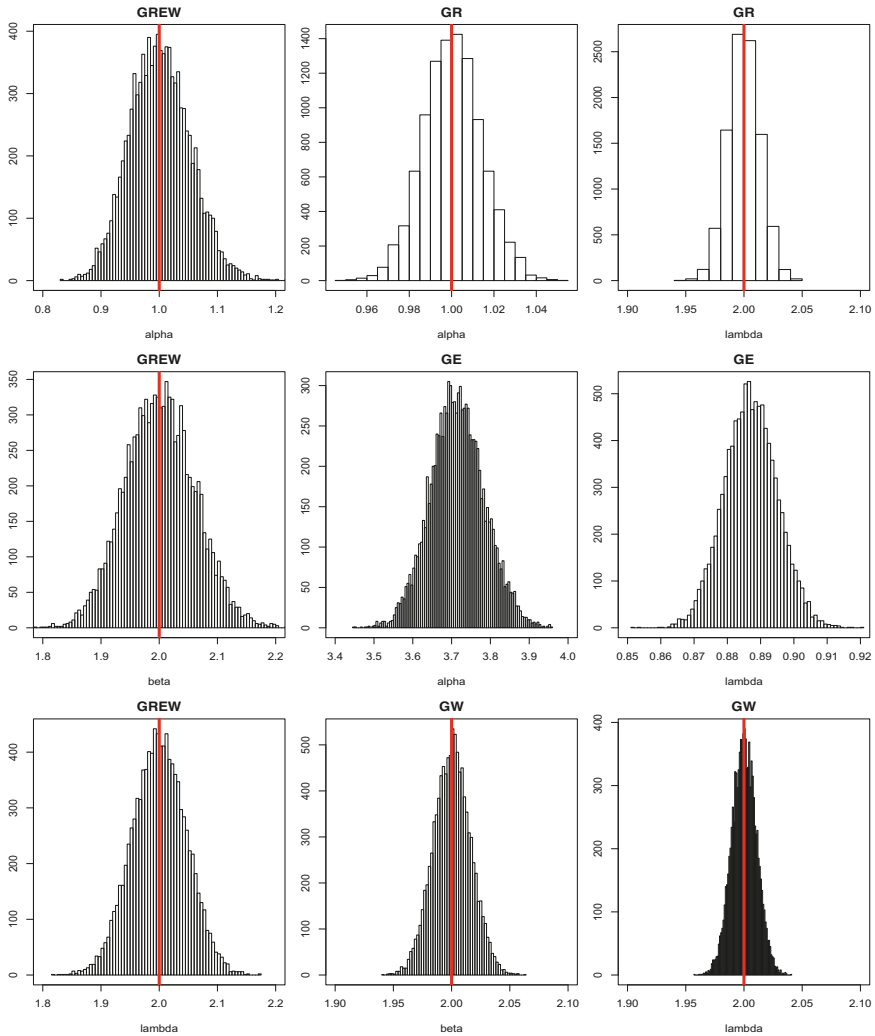 GREW
0 100 200 300 400
0.8 0.9 1.0 1.1 1.2
alpha
GR
0 200 400 600 800 1000 1200 1400
0.96 0.98 1.00 1.02 1.04
alpha
GR
0 500 1000 1500 2000 2500
1.90 1.95 2.00 2.05 2.10
lambda
GREW
0 50 100 150 200 250 300 350
1.8 1.9 2.0 2.1 2.2
beta
GE
0 50 100 150 200 250 300
3.4 3.5 3.6 3.7 3.8 3.9 4.0
alpha
GE
0 100 200 300 400 500
0.85 0.86 0.87 0.88 0.89 0.90 0.91 0.92
lambda
GREW
0 100 200 300 400
1.8 1.9 2.0 2.1 2.2
lambda
GW
0 100 200 300 400 500
1.90 1.95 2.00 2.05 2.10
beta
GW
0 100 200 300 400
1.90 1.95 2.00 2.05 2.10
lambda